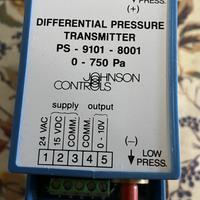 PRESS.
(+)
DIFFERENTIAL PRESSURE
TRANSMITTER
PS - 9101 - 8001
0 - 750 Pa
JOHNSON
CONTROLS
supply output
24 VAC
15 VDC
COMM.
COMM.
0 - 10V
1 2 3 4 5
(−)
LOW
PRESS.